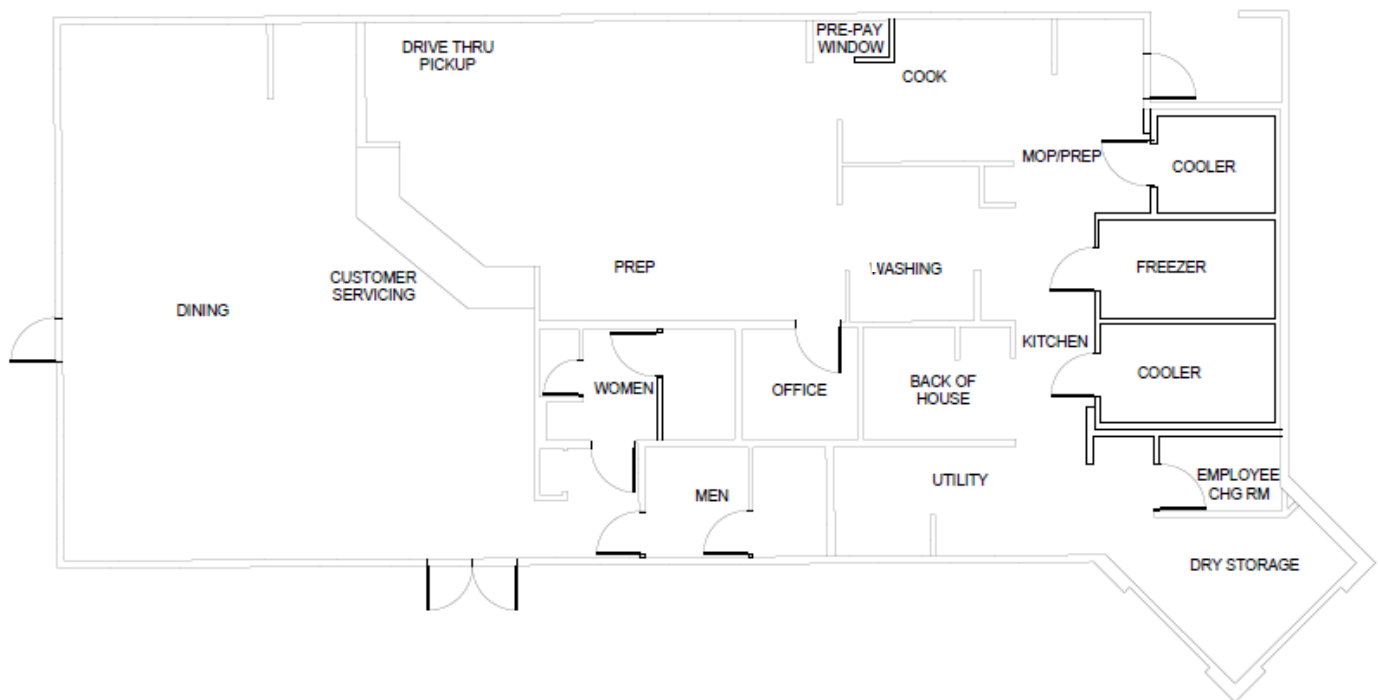 PRE-PAY
WINDOW
DRIVE THRU
PICKUP
COOK
MOP/PREP
COOLER
PREP
WASHING
FREEZER
CUSTOMER
SERVICING
DINING
KITCHEN
COOLER
WOMEN
OFFICE
BACK OF
HOUSE
UTILITY
EMPLOYEE
CHG RM
MEN
DRY STORAGE